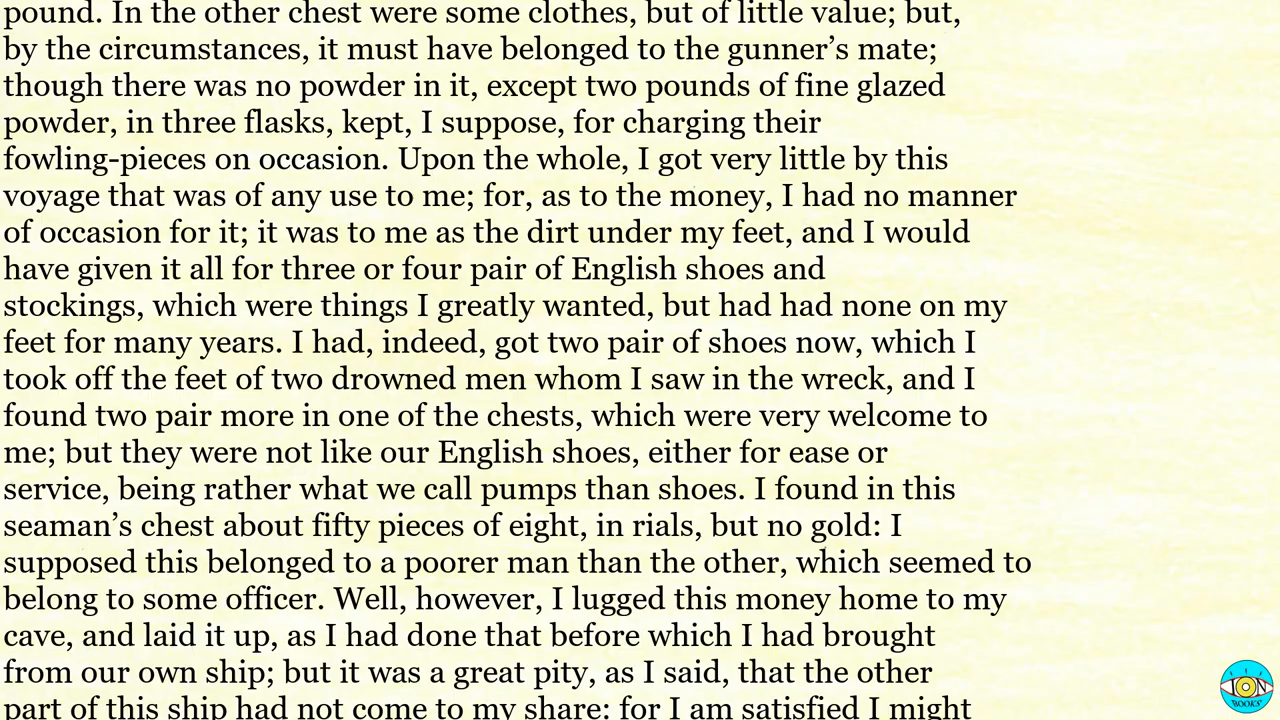 pound. In the other chest were some clothes, but of little value; but,
by the circumstances, it must have belonged to the gunner’s mate;
though there was no powder in it, except two pounds of fine glazed
powder, in three flasks, kept, I suppose, for charging their
fowling-pieces on occasion. Upon the whole, I got very little by this
voyage that was of any use to me; for, as to the money, I had no manner
of occasion for it; it was to me as the dirt under my feet, and I would
have given it all for three or four pair of English shoes and
stockings, which were things I greatly wanted, but had had none on my
feet for many years. I had, indeed, got two pair of shoes now, which I
took off the feet of two drowned men whom I saw in the wreck, and I
found two pair more in one of the chests, which were very welcome to
me; but they were not like our English shoes, either for ease or
service, being rather what we call pumps than shoes. I found in this
seaman’s chest about fifty pieces of eight, in rials, but no gold: I
supposed this belonged to a poorer man than the other, which seemed to
belong to some officer. Well, however, I lugged this money home to my
cave, and laid it up, as I had done that before which I had brought
from our own ship; but it was a great pity, as I said, that the other
part of this ship had not come to my share: for I am satisfied I might
ION
BOOKS